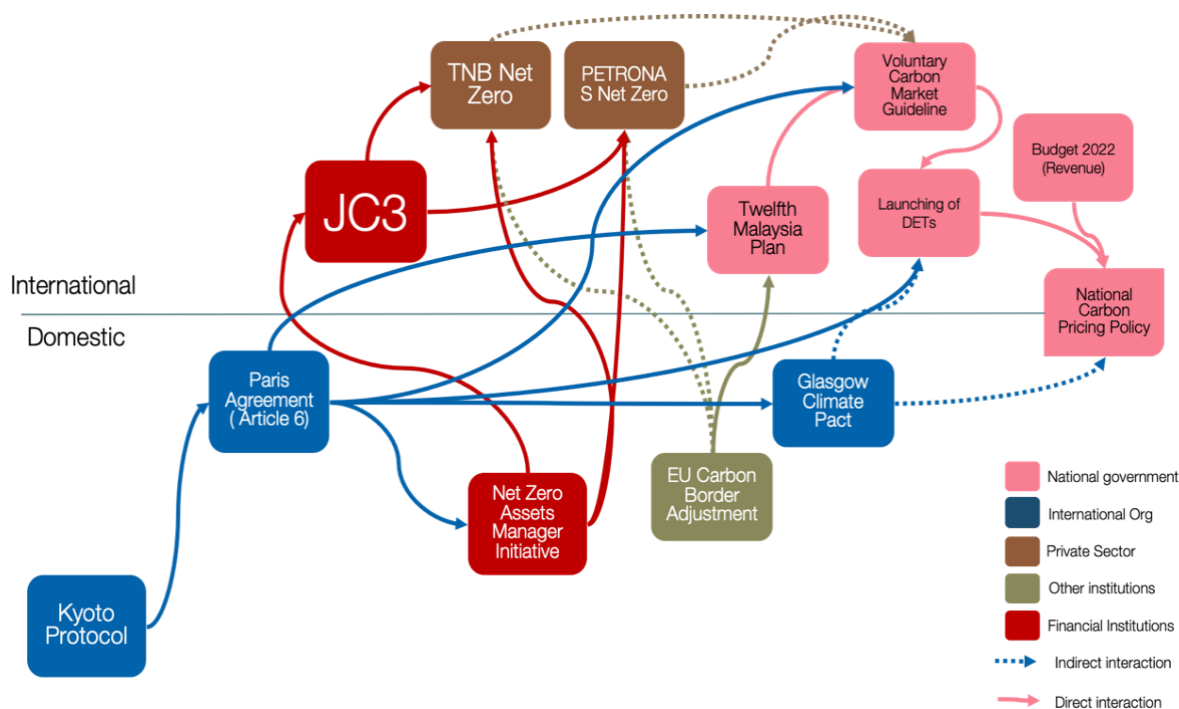 TNB Net
Zero
PETRONA
S Net Zero
Voluntary
Carbon
Market
Guideline
Budget 2022
(Revenue)
JC3
Twelfth
Malaysia
Plan
Launching of
DETs
International
National
Carbon
Pricing Policy
Domestic
Paris
Agreement
( Article 6)
Glasgow
Climate
Pact
Net Zero
Assets
Manager
Initiative
EU Carbon
Border
Adjustment
Kyoto
Protocol
National government
International Org
Private Sector
Other institutions
Financial Institutions
Indirect interaction
Direct interaction